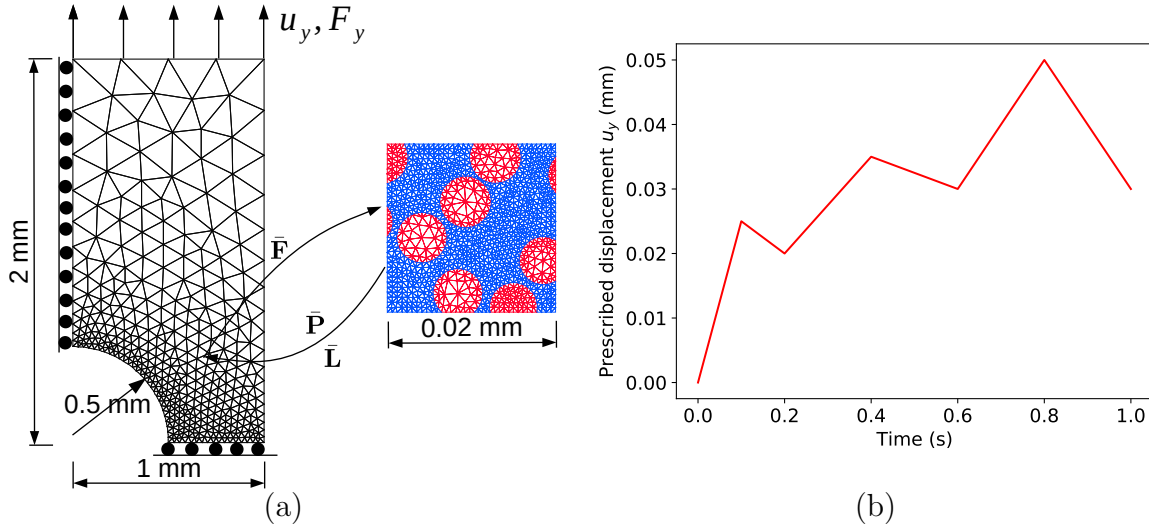 u_y, F_y
2 mm
0.5 mm
1 mm
F̄
P̄
L̄
0.02 mm
(a)
Prescribed displacement u_y (mm)
0.05
0.04
0.03
0.02
0.01
0.00
0.0 0.2 0.4 0.6 0.8 1.0
Time (s)
(b)